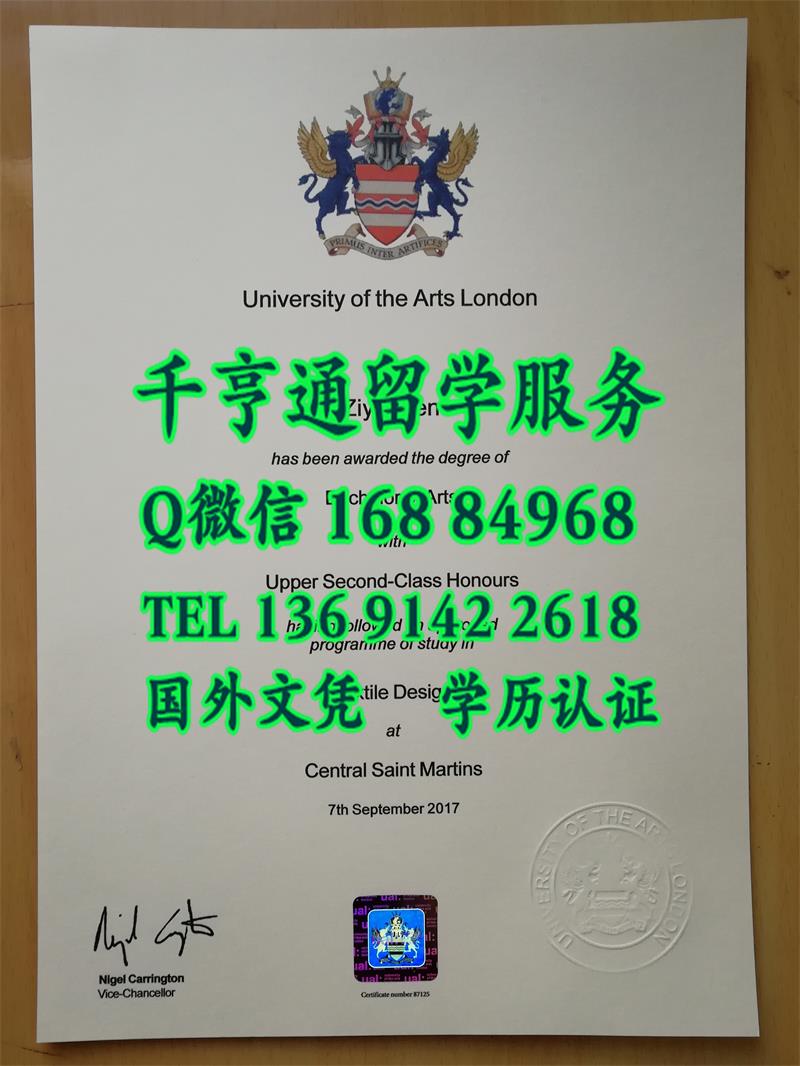 PRIMUS INTER ARTIFICES
University of the Arts London
千亨通留学服务
has been awarded the degree of
Q微信 168 84968
with
Upper Second-Class Honours
TEL 136 9142 2618
programme of study in
国外文凭 学历认证
at
Central Saint Martins
7th September 2017
UNIVERSITY OF THE ARTS LONDON
ual:
Nigel Carrington
Vice-Chancellor
Certificate number 87125